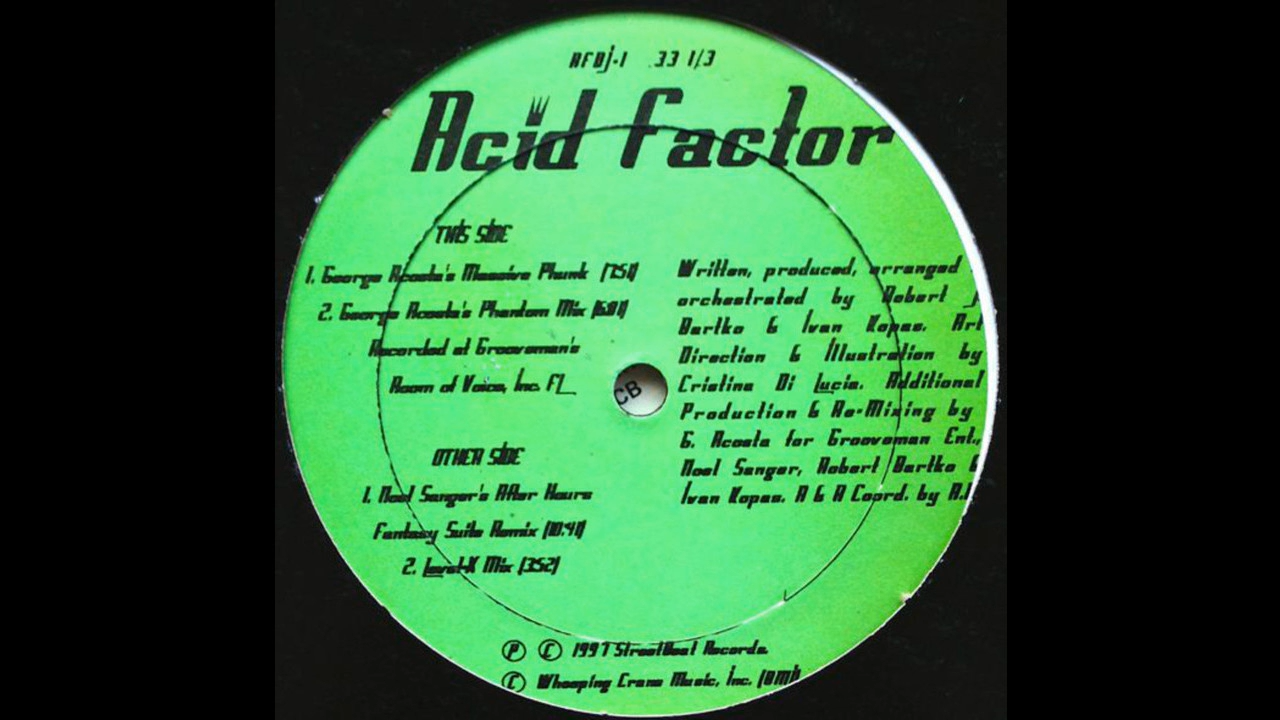 AFDJ-1 33 1/3
Acid Factor
THIS SIDE
1. George Acosta's Massive Phunk (7:51)
2. George Acosta's Phantom Mix (6:01)
Recorded at Grooveman's
Room of Voice, Inc. FL
OTHER SIDE
1. Noel Sanger's After Hours
Fantasy Suite Remix (10:41)
2. Level-X Mix (3:52)
Written, produced, arranged
orchestrated by Robert J
Bartko & Ivan Kopas. Art
Direction & Illustration by
Cristina Di Lucia. Additional
Production & Re-Mixing by
G. Acosta for Grooveman Ent.,
Noel Sanger, Robert Bartko &
Ivan Kopas. A & A Coord. by R.
CB
Ⓟ © 1997 StreetBeat Records.
© Whooping Crane Music, Inc. (BMI)